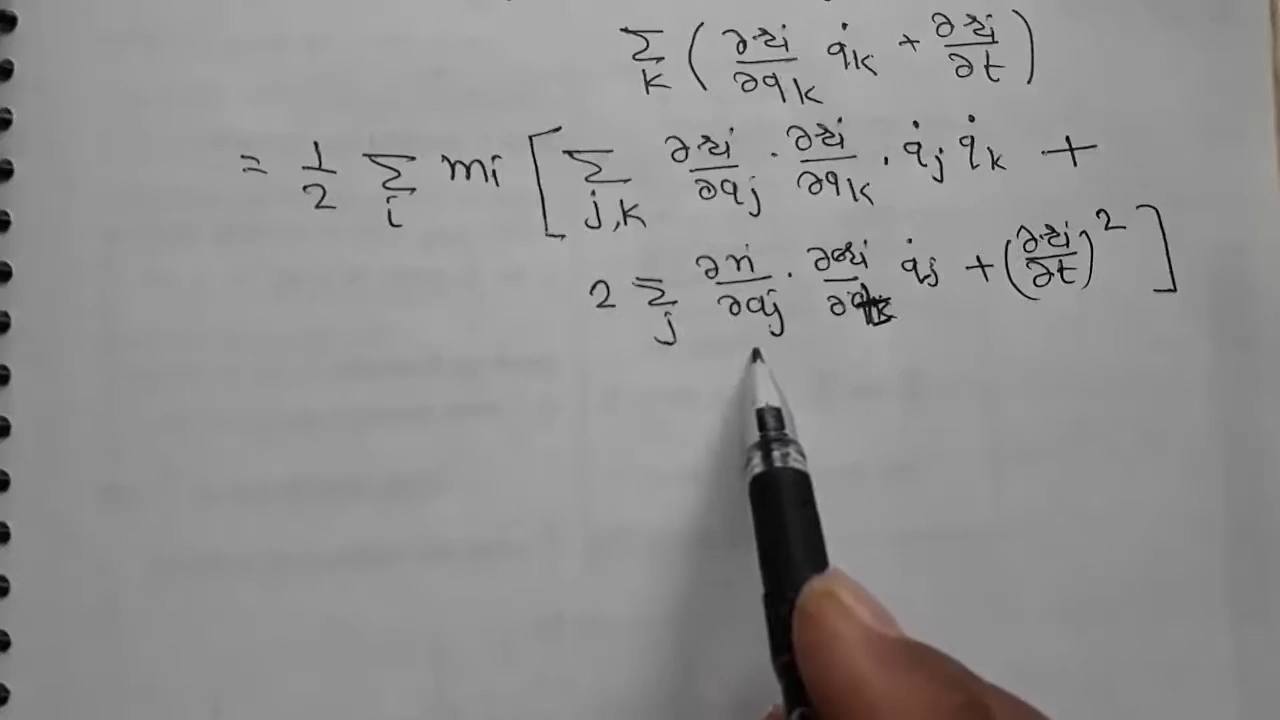 Σ_k (∂r_i/∂q_k q̇_k + ∂r_i/∂t)
= 1/2 Σ_i m_i [Σ_{j,k} ∂r_i/∂q_j · ∂r_i/∂q_k · q̇_j q̇_k +
2 Σ_j ∂r_i/∂q_j · ∂r_i/∂ q̇_j + (∂r_i/∂t)²]